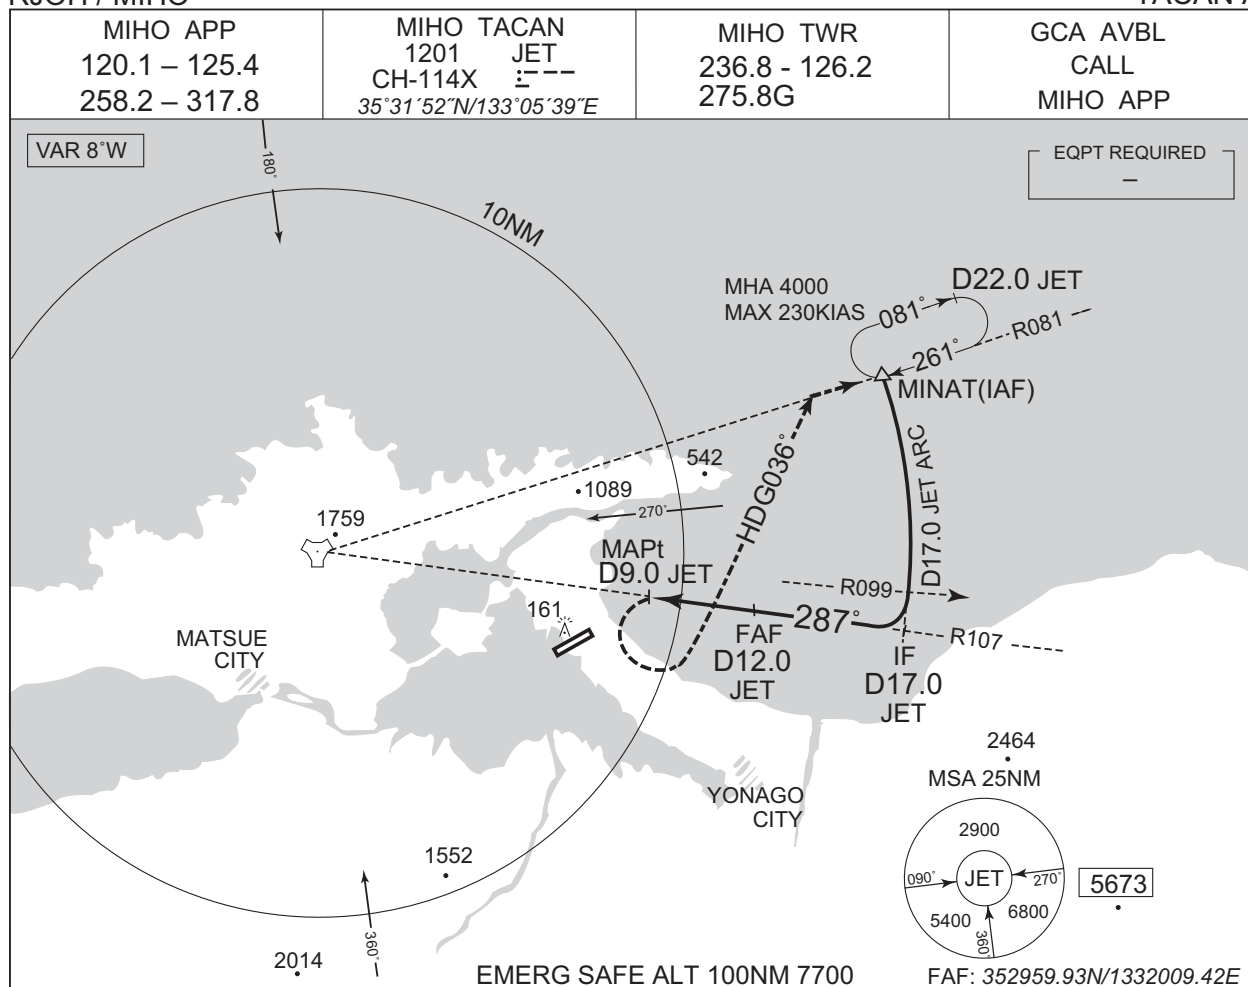 MIHO APP
120.1 – 125.4
258.2 – 317.8
MIHO TACAN
1201 JET
CH-114X
35°31´52˝N/133°05´39˝E
MIHO TWR
236.8 - 126.2
275.8G
GCA AVBL
CALL
MIHO APP
VAR 8°W
180°
EQPT REQUIRED
–
10NM
MHA 4000
MAX 230KIAS
D22.0 JET
081°
261°
R081
MINAT(IAF)
542
1089
HDG036°
D17.0 JET ARC
270°
1759
MAPt
D9.0 JET
R099
161
287°
FAF
D12.0
JET
R107
IF
D17.0
JET
MATSUE
CITY
2464
MSA 25NM
YONAGO
CITY
2900
1552
090°
JET
270°
5673
5400
6800
360°
360°
2014
EMERG SAFE ALT 100NM 7700
FAF: 352959.93N/1332009.42E